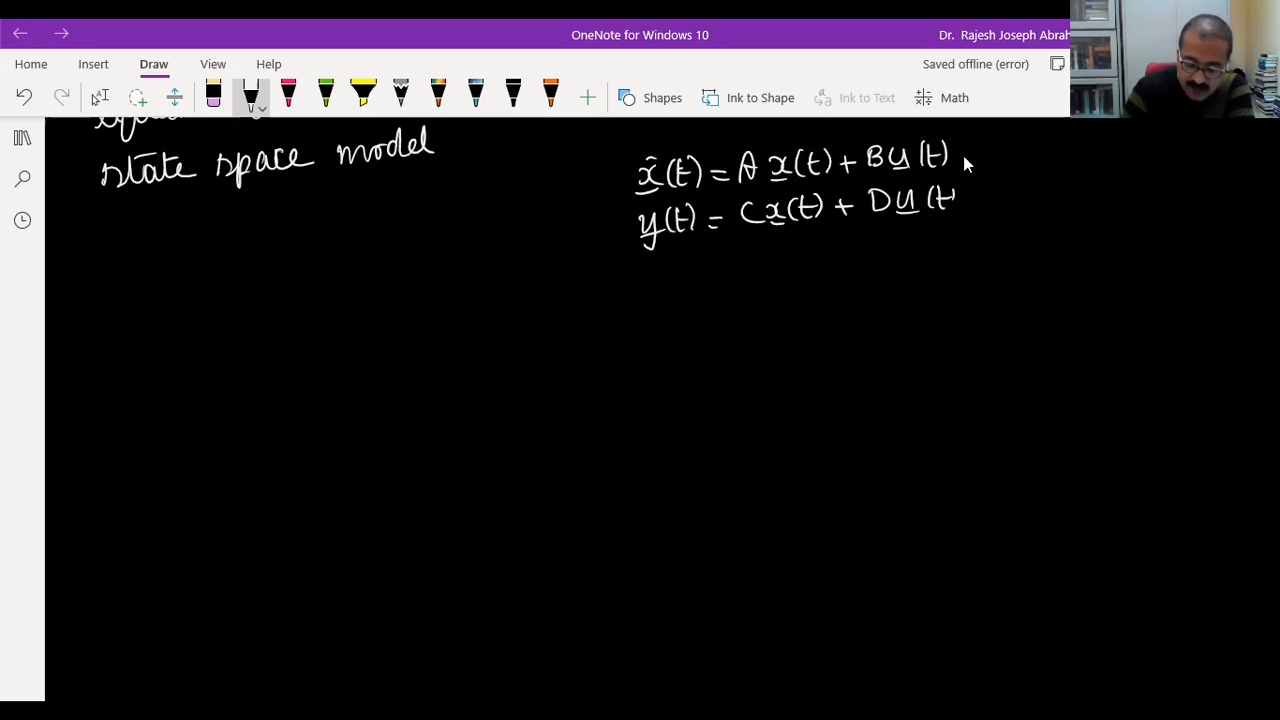 OneNote for Windows 10
Dr. Rajesh Joseph Abrah
Home Insert Draw View Help
Saved offline (error)
Shapes Ink to Shape Ink to Text Math
state space model
ẋ(t) = A x(t) + B u(t)
y(t) = C x(t) + D u(t